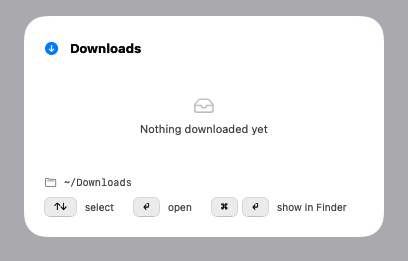 Downloads
Nothing downloaded yet
~/Downloads
↑↓ select ↵ open ⌘ ↵ show in Finder